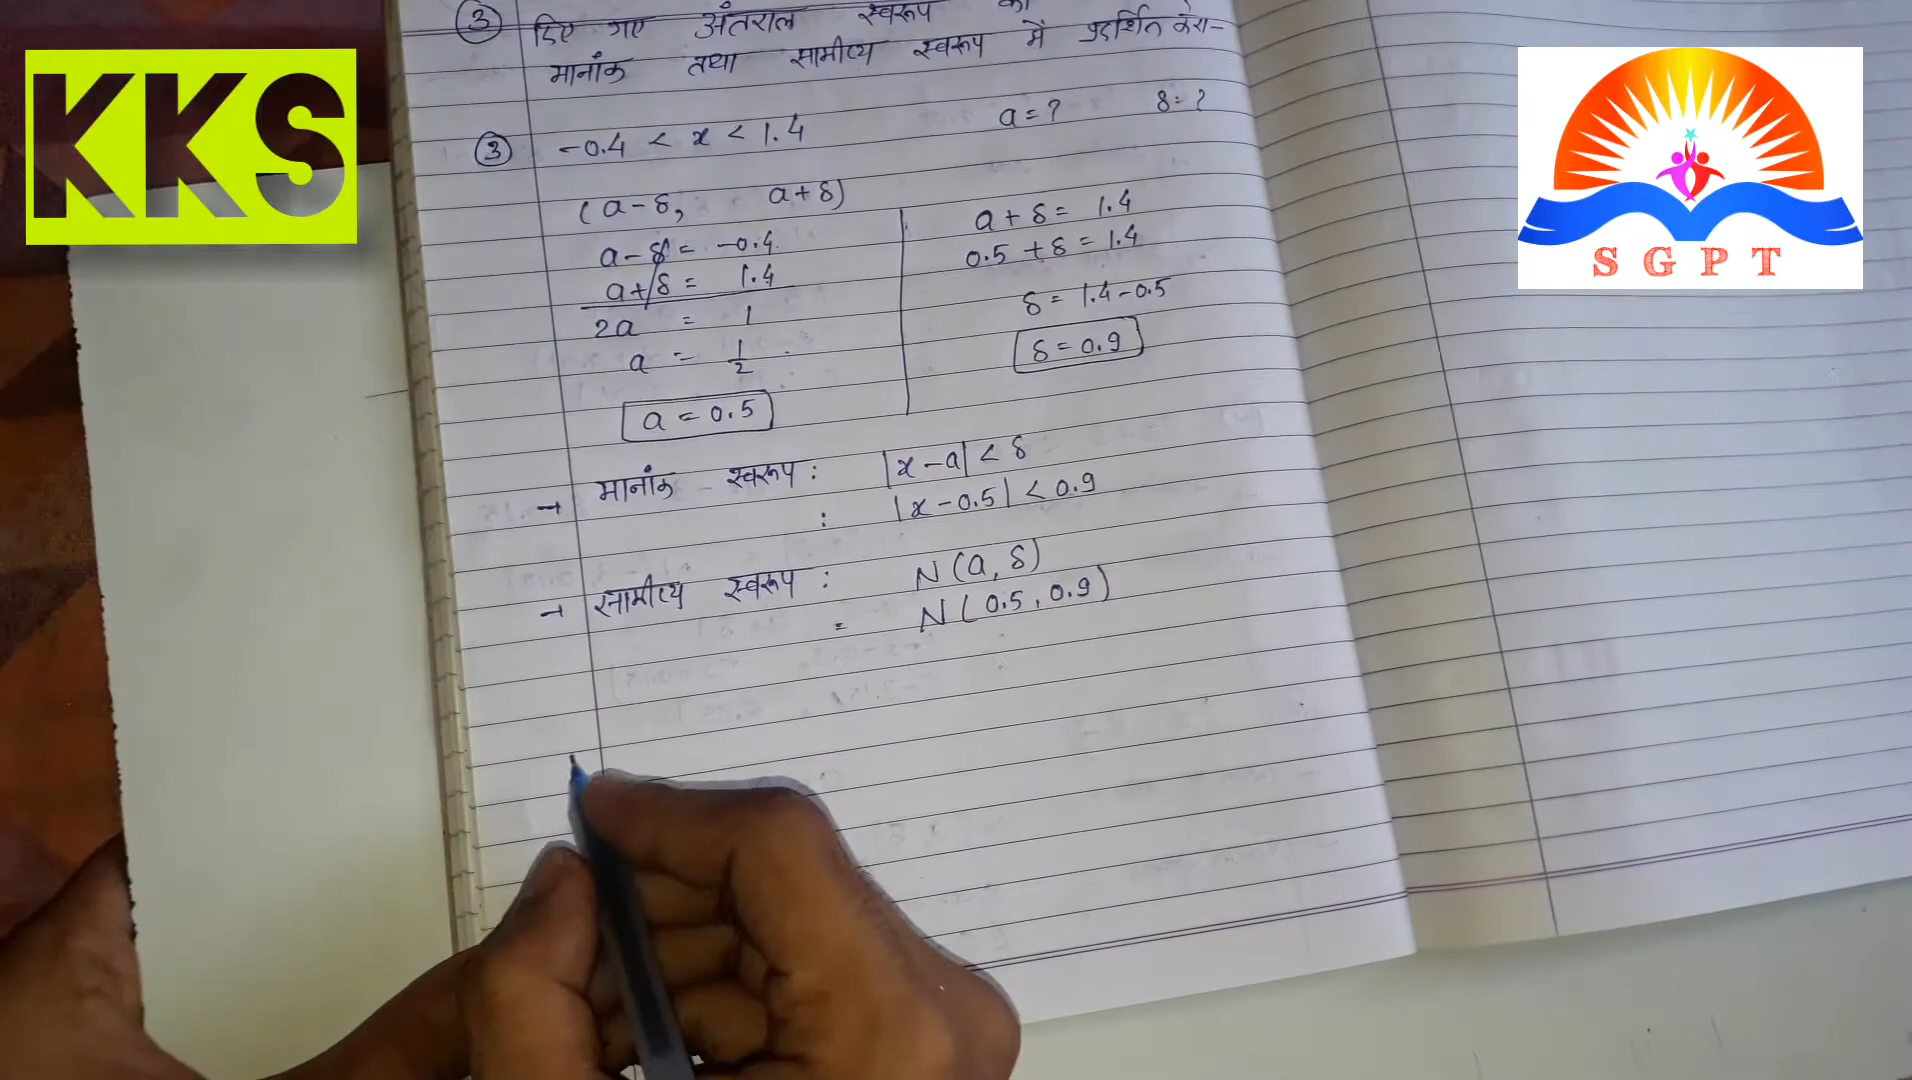 KKS
SGPT
③ दिए गए अंतराल स्वरूप को
मानांक तथा सामीप्य स्वरूप में प्रदर्शित करो-
③ -0.4 < x < 1.4 a = ? δ = ?
(a-δ, a+δ)
a-δ = -0.4
a+δ = 1.4
2a = 1
a = 1/2
a = 0.5
a + δ = 1.4
0.5 + δ = 1.4
δ = 1.4-0.5
δ = 0.9
→ मानांक स्वरूप : |x-a| < δ
: |x-0.5| < 0.9
→ सामीप्य स्वरूप : N(a, δ)
= N(0.5, 0.9)